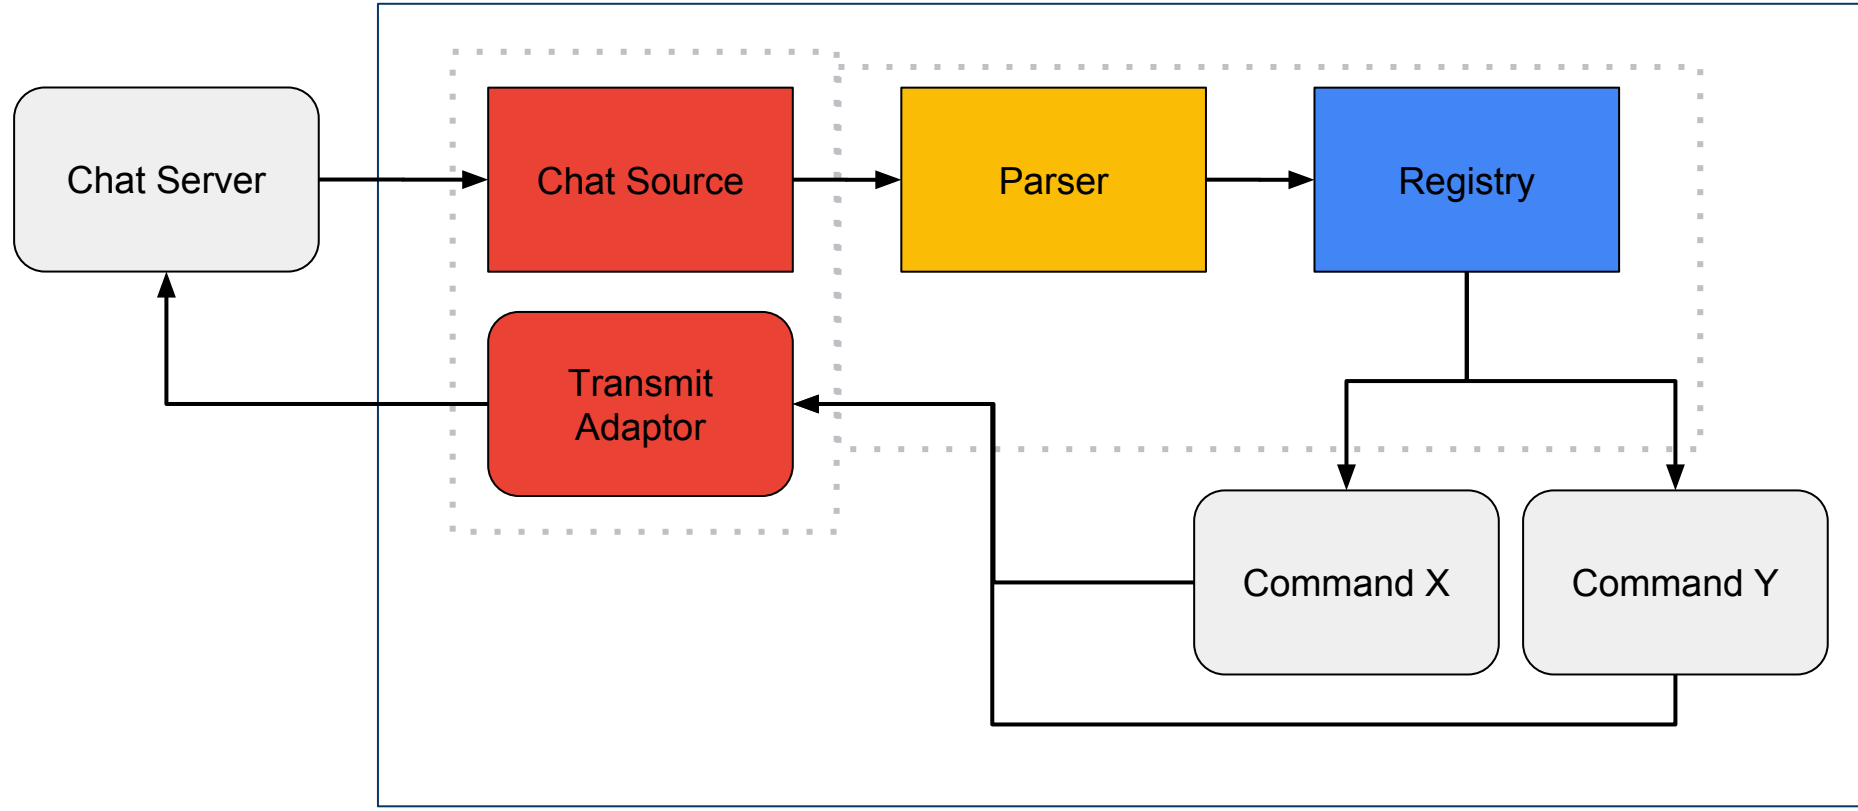 Chat Server
Chat Source
Parser
Registry
Transmit
Adaptor
Command X
Command Y